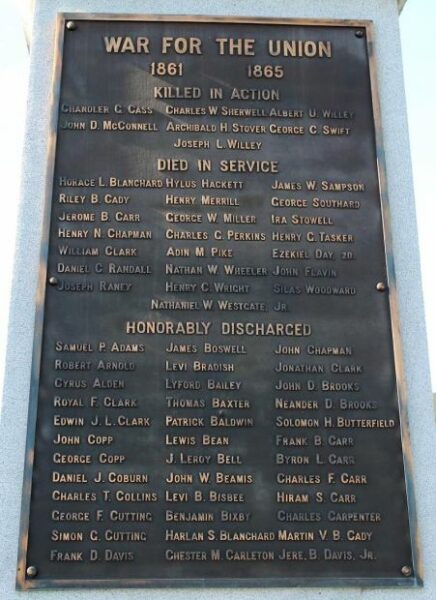 WAR FOR THE UNION
1861 1865
KILLED IN ACTION
CHANDLER G. CASS CHARLES W. SHERWELL ALBERT U. WILLEY
JOHN D. MCCONNELL ARCHIBALD H. STOVER GEORGE C. SWIFT
JOSEPH L. WILLEY
DIED IN SERVICE
HORACE L. BLANCHARD HYLUS HACKETT JAMES W. SAMPSON
RILEY B. CADY HENRY MERRILL GEORGE SOUTHARD
JEROME B. CARR GEORGE W. MILLER IRA STOWELL
HENRY N. CHAPMAN CHARLES C. PERKINS HENRY G. TASKER
WILLIAM CLARK ADIN M. PIKE EZEKIEL DAY, 2D.
DANIEL C. RANDALL NATHAN W. WHEELER JOHN FLAVIN
JOSEPH RANEY HENRY C. WRIGHT SILAS WOODWARD
NATHANIEL W. WESTGATE, JR.
HONORABLY DISCHARGED
SAMUEL P. ADAMS JAMES BOSWELL JOHN CHAPMAN
ROBERT ARNOLD LEVI BRADISH JONATHAN CLARK
CYRUS ALDEN LYFORD BAILEY JOHN D. BROOKS
ROYAL F. CLARK THOMAS BAXTER NEANDER D. BROOKS
EDWIN J. L. CLARK PATRICK BALDWIN SOLOMON H. BUTTERFIELD
JOHN COPP LEWIS BEAN FRANK B. CARR
GEORGE COPP J. LEROY BELL BYRON L. CARR
DANIEL J. COBURN JOHN W. BEAMIS CHARLES F. CARR
CHARLES T. COLLINS LEVI B. BISBEE HIRAM S. CARR
GEORGE F. CUTTING BENJAMIN BIXBY CHARLES CARPENTER
SIMON G. CUTTING HARLAN S. BLANCHARD MARTIN V. B. CADY
FRANK D. DAVIS CHESTER M. CARLETON JERE. B. DAVIS, JR.